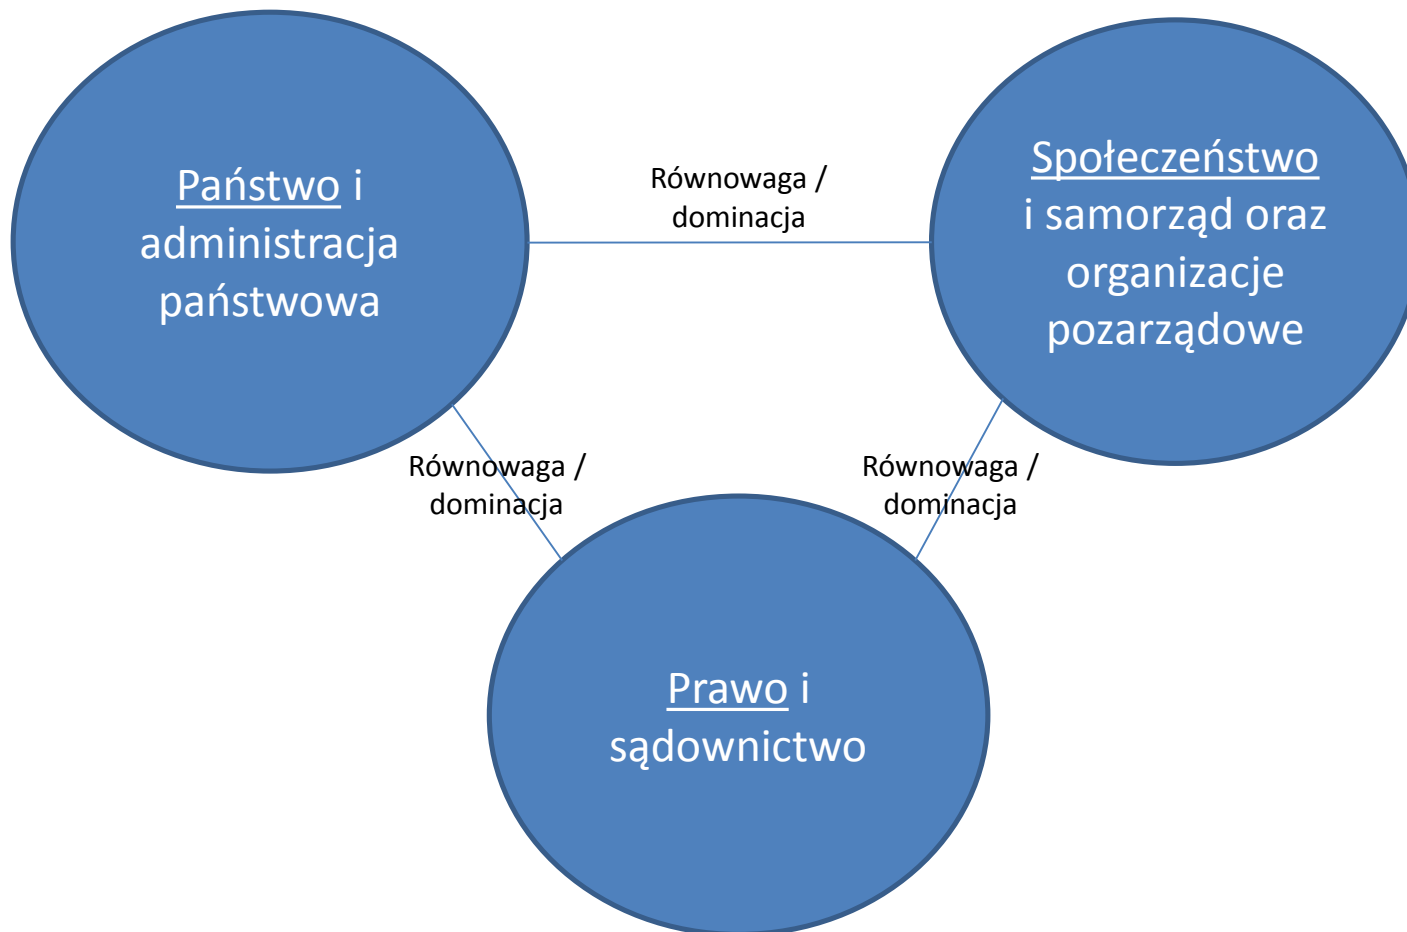 Państwo i
administracja
państwowa
Równowaga /
dominacja
Społeczeństwo
i samorząd oraz
organizacje
pozarządowe
Równowaga /
dominacja
Równowaga /
dominacja
Prawo i
sądownictwo